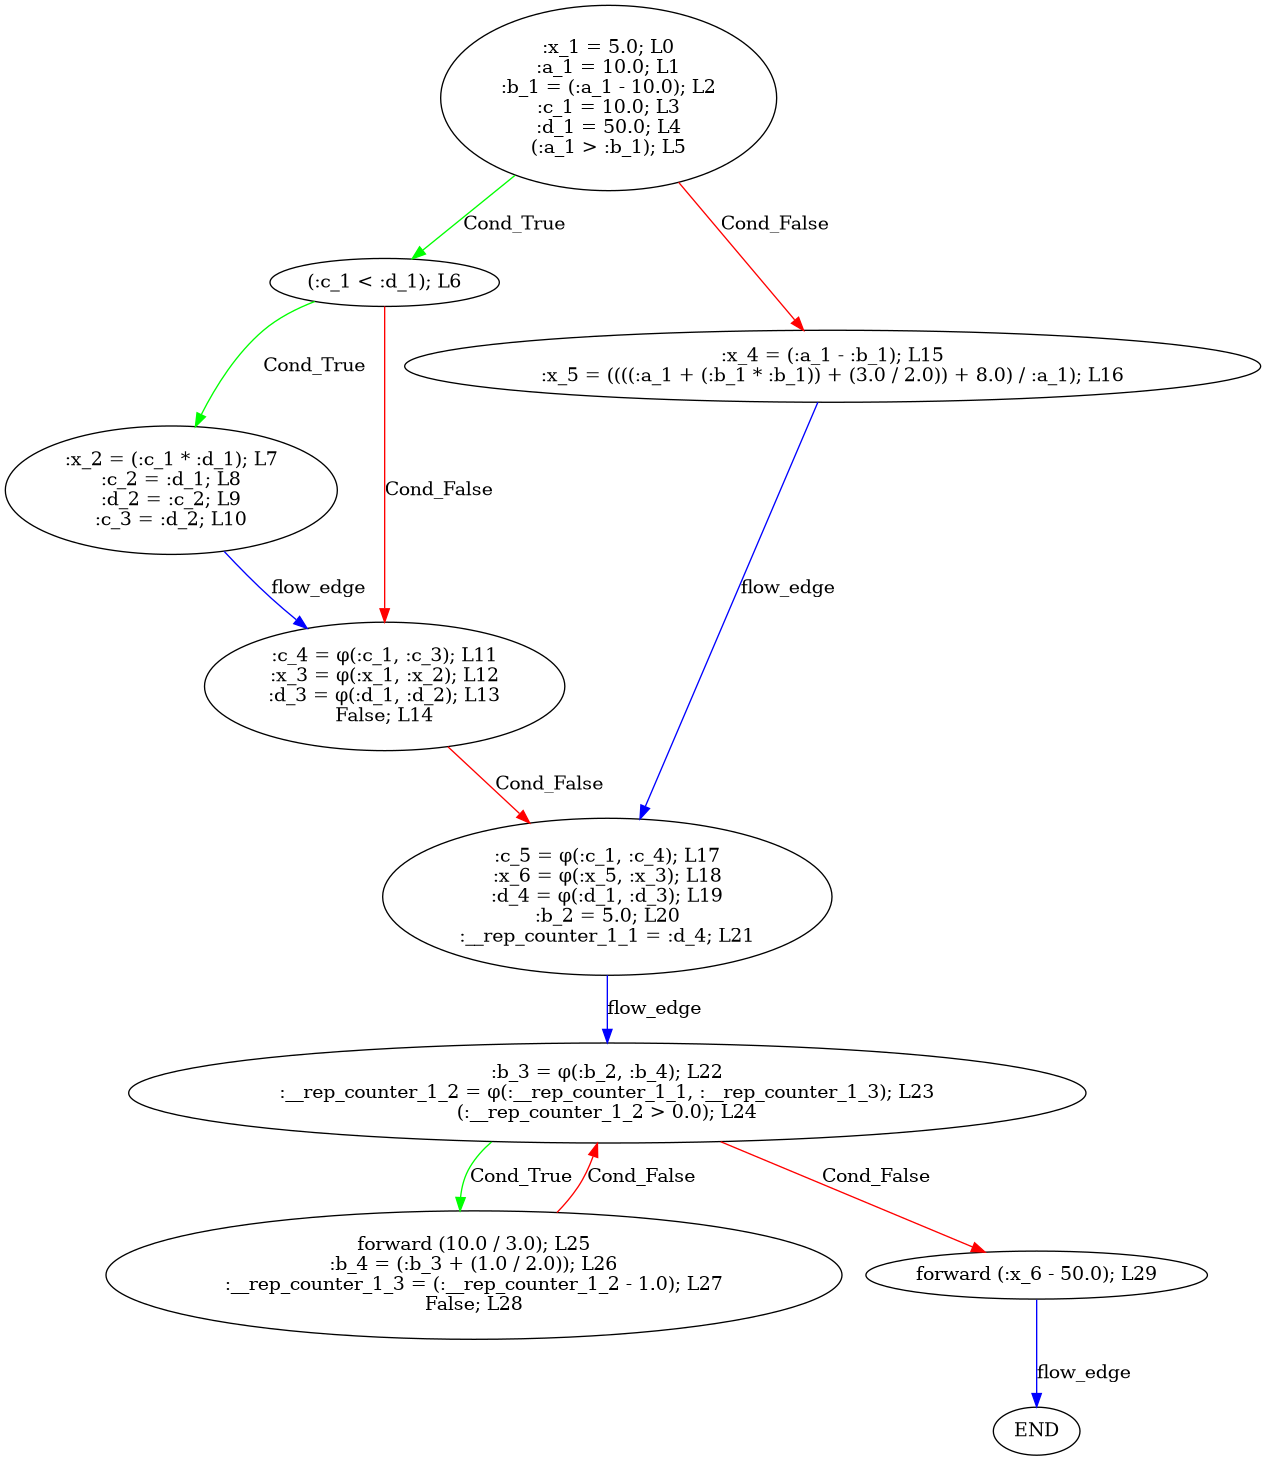 :x_1 = 5.0; L0
:a_1 = 10.0; L1
:b_1 = (:a_1 - 10.0); L2
:c_1 = 10.0; L3
:d_1 = 50.0; L4
(:a_1 > :b_1); L5
Cond_True
Cond_False
(:c_1 < :d_1); L6
:x_4 = (:a_1 - :b_1); L15
:x_5 = ((((:a_1 + (:b_1 * :b_1)) + (3.0 / 2.0)) + 8.0) / :a_1); L16
Cond_True
Cond_False
:x_2 = (:c_1 * :d_1); L7
:c_2 = :d_1; L8
:d_2 = :c_2; L9
:c_3 = :d_2; L10
flow_edge
flow_edge
:c_4 = φ(:c_1, :c_3); L11
:x_3 = φ(:x_1, :x_2); L12
:d_3 = φ(:d_1, :d_2); L13
False; L14
Cond_False
:c_5 = φ(:c_1, :c_4); L17
:x_6 = φ(:x_5, :x_3); L18
:d_4 = φ(:d_1, :d_3); L19
:b_2 = 5.0; L20
:__rep_counter_1_1 = :d_4; L21
flow_edge
:b_3 = φ(:b_2, :b_4); L22
:__rep_counter_1_2 = φ(:__rep_counter_1_1, :__rep_counter_1_3); L23
(:__rep_counter_1_2 > 0.0); L24
Cond_True
Cond_False
Cond_False
forward (10.0 / 3.0); L25
:b_4 = (:b_3 + (1.0 / 2.0)); L26
:__rep_counter_1_3 = (:__rep_counter_1_2 - 1.0); L27
False; L28
forward (:x_6 - 50.0); L29
flow_edge
END